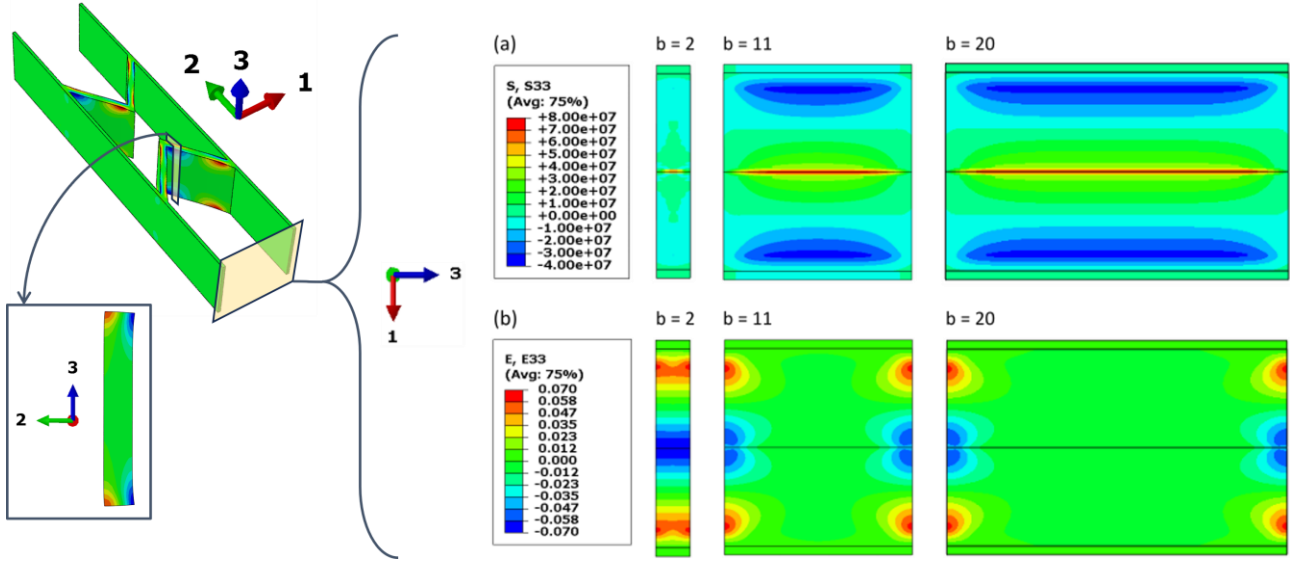 2
3
1
3
2
3
1
(a)
b = 2
b = 11
b = 20
S, S33
(Avg: 75%)
+8.00e+07
+7.00e+07
+6.00e+07
+5.00e+07
+4.00e+07
+3.00e+07
+2.00e+07
+1.00e+07
+0.00e+00
-1.00e+07
-2.00e+07
-3.00e+07
-4.00e+07
(b)
b = 2
b = 11
b = 20
E, E33
(Avg: 75%)
0.070
0.058
0.047
0.035
0.023
0.012
0.000
-0.012
-0.023
-0.035
-0.047
-0.058
-0.070